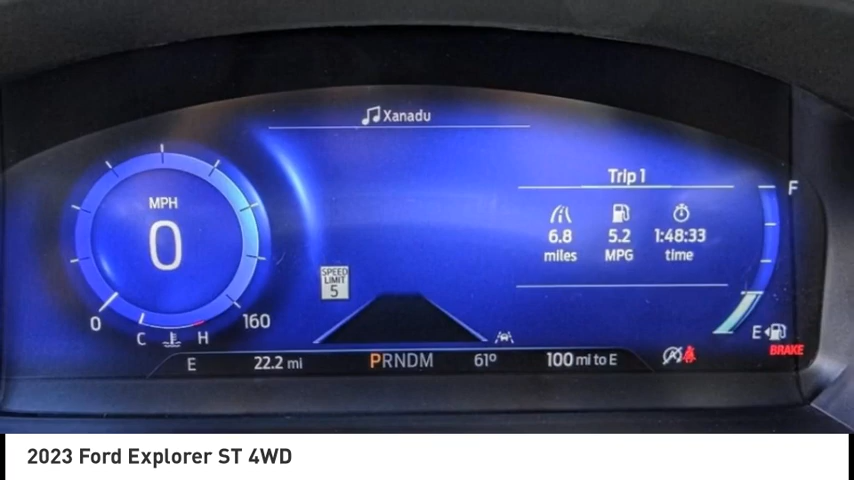 Xanadu
MPH
0
0
160
C H
SPEED
LIMIT
5
Trip 1
6.8 5.2 1:48:33
miles MPG time
F
E
BRAKE
E 22.2 mi PRNDM 61° 100 mi to E
2023 Ford Explorer ST 4WD